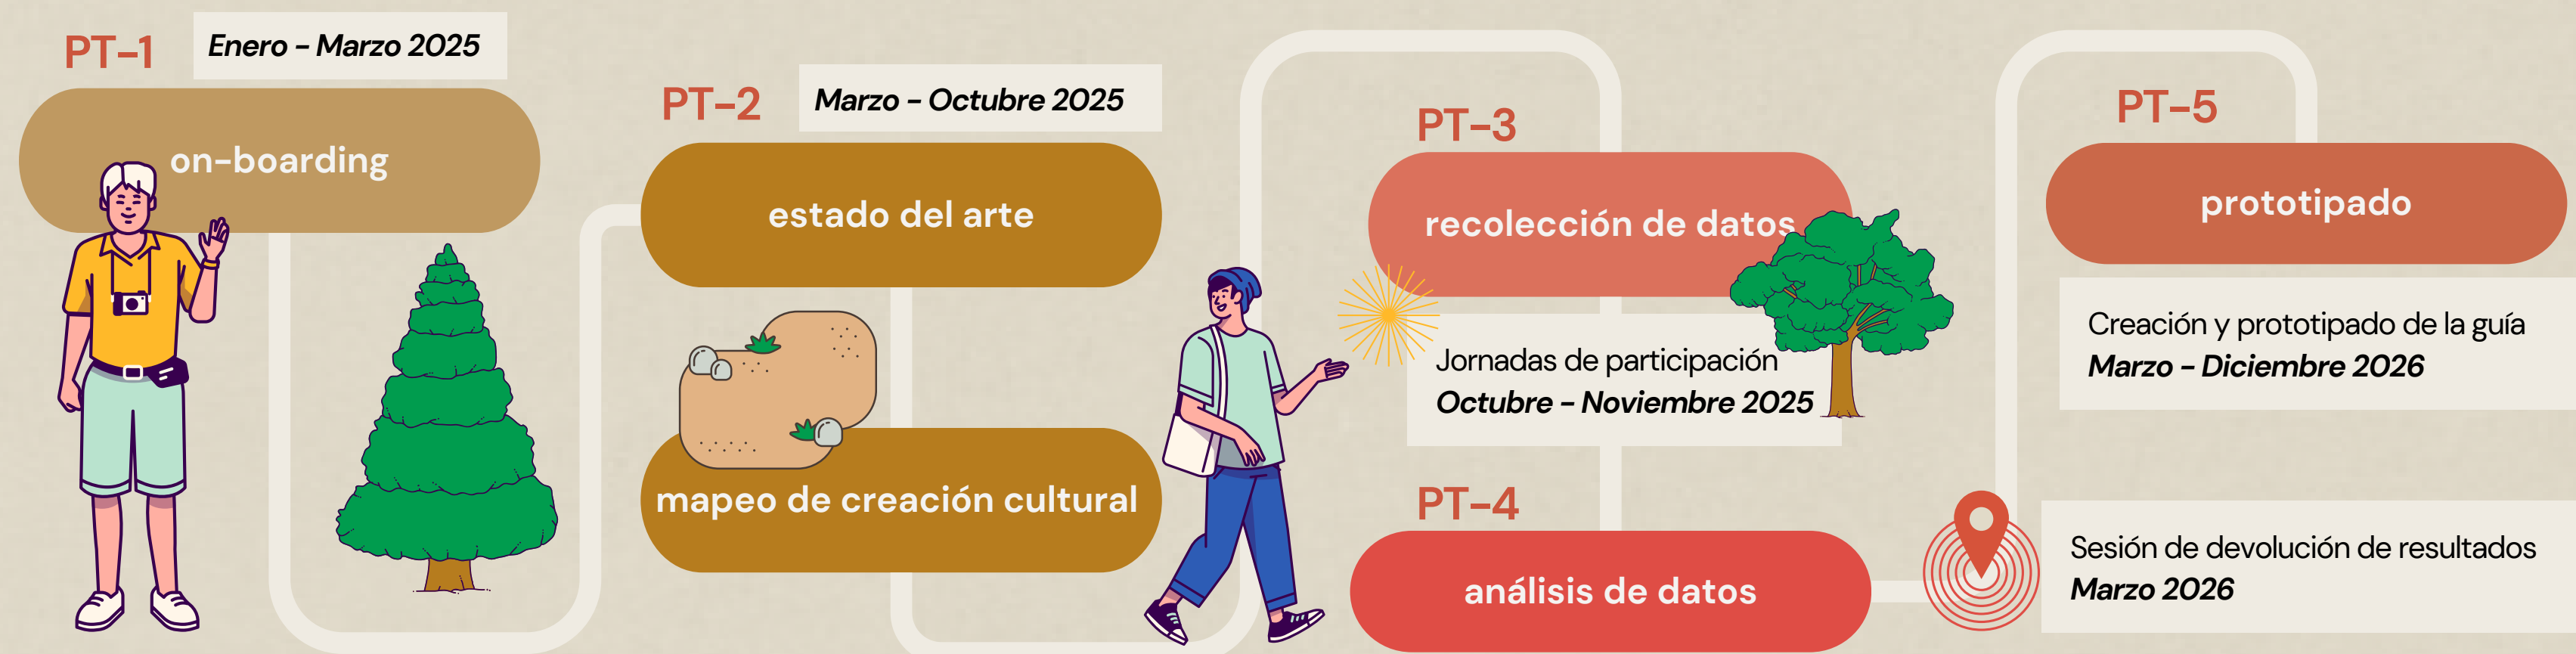 PT-1
Enero - Marzo 2025
on-boarding
PT-2
Marzo - Octubre 2025
estado del arte
mapeo de creación cultural
PT-3
recolección de datos
Jornadas de participación
Octubre - Noviembre 2025
PT-4
análisis de datos
Sesión de devolución de resultados
Marzo 2026
PT-5
prototipado
Creación y prototipado de la guía
Marzo - Diciembre 2026